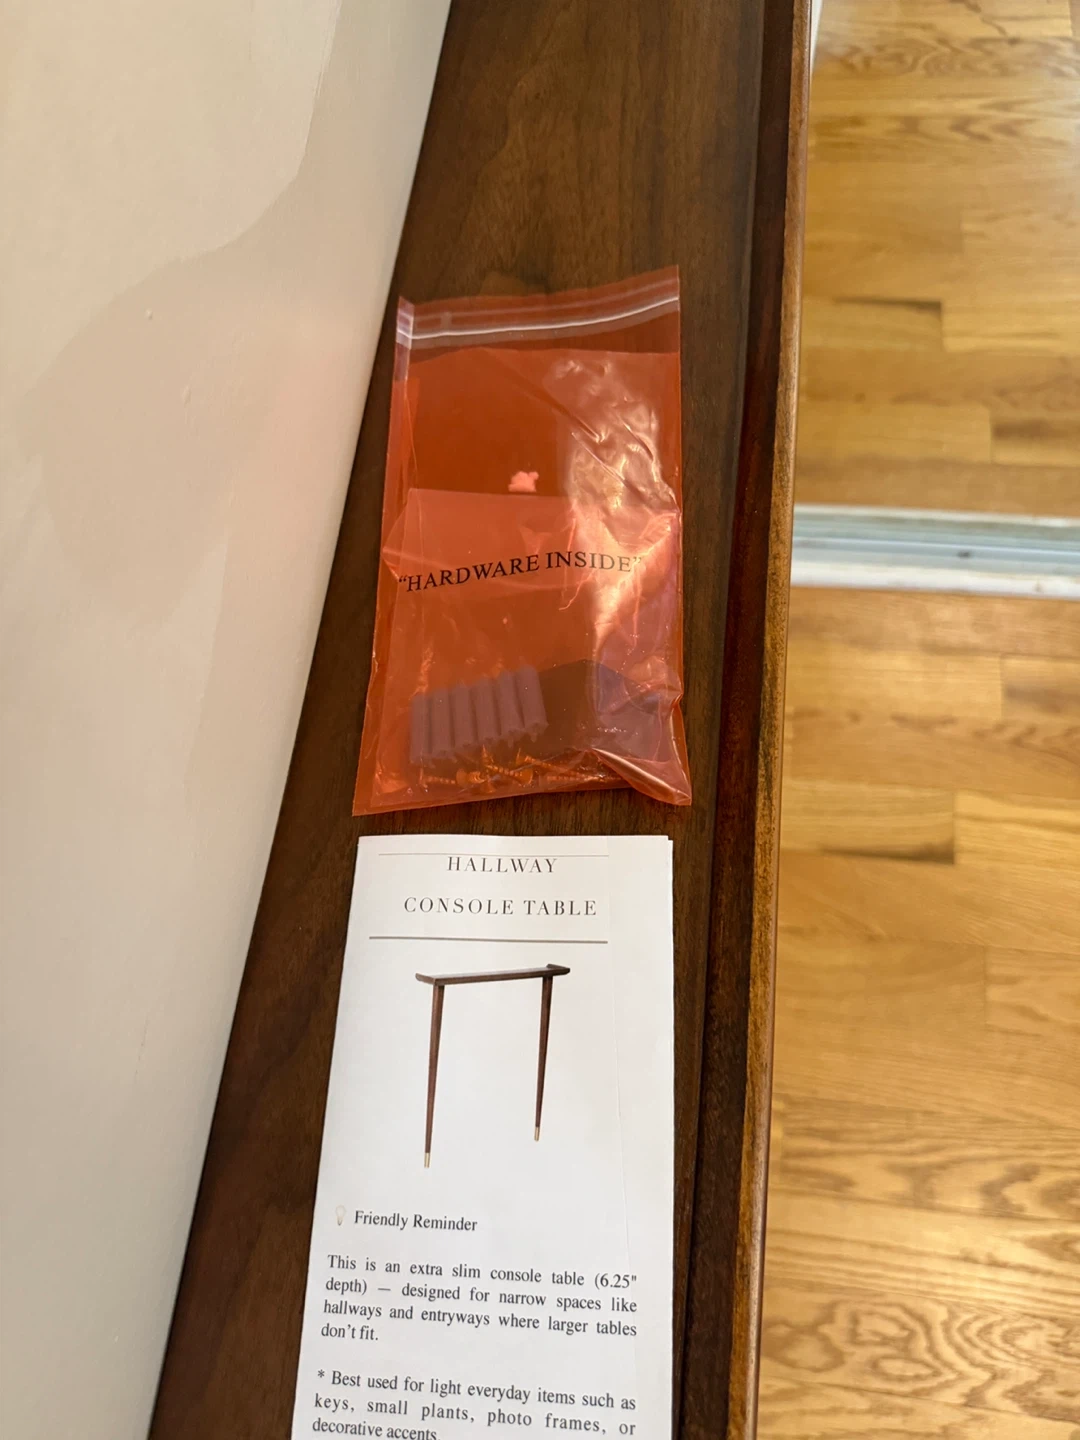 “HARDWARE INSIDE”
HALLWAY
CONSOLE TABLE
Friendly Reminder
This is an extra slim console table (6.25"
depth) — designed for narrow spaces like
hallways and entryways where larger tables
don’t fit.
* Best used for light everyday items such as
keys, small plants, photo frames, or
decorative accents.